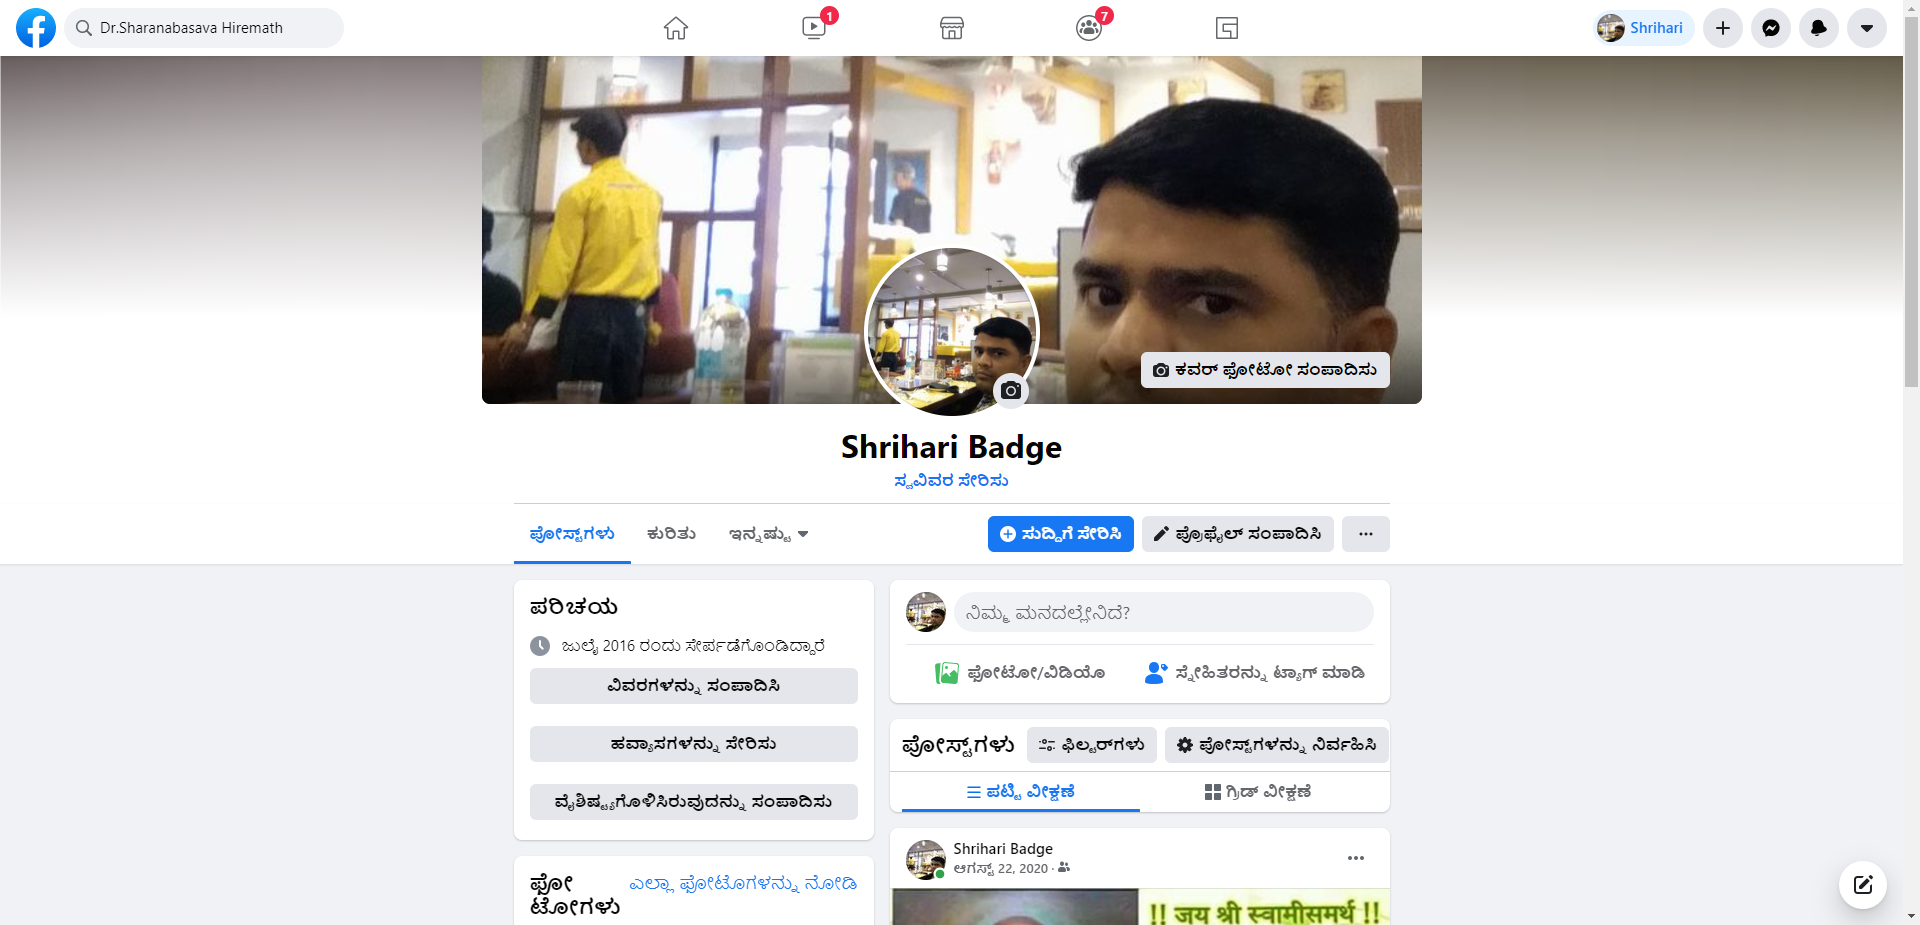 Dr.Sharanabasava Hiremath
1
7
Shrihari
ಕವರ್ ಫೋಟೋ ಸಂಪಾದಿಸು
Shrihari Badge
ಸ್ವವಿವರ ಸೇರಿಸು
ಪೋಸ್ಟ್‌ಗಳು ಕುರಿತು ಇನ್ನಷ್ಟು
ಸುದ್ದಿಗೆ ಸೇರಿಸಿ ಪ್ರೊಫೈಲ್ ಸಂಪಾದಿಸಿ
ಪರಿಚಯ
ಜುಲೈ 2016 ರಂದು ಸೇರ್ಪಡೆಗೊಂಡಿದ್ದಾರೆ
ವಿವರಗಳನ್ನು ಸಂಪಾದಿಸಿ
ಹವ್ಯಾಸಗಳನ್ನು ಸೇರಿಸು
ವೈಶಿಷ್ಟ್ಯಗೊಳಿಸಿರುವುದನ್ನು ಸಂಪಾದಿಸು
ಫೋ
ಟೋಗಳು
ಎಲ್ಲಾ ಫೋಟೊಗಳನ್ನು ನೋಡಿ
ನಿಮ್ಮ ಮನದಲ್ಲೇನಿದೆ?
ಫೋಟೋ/ವಿಡಿಯೊ ಸ್ನೇಹಿತರನ್ನು ಟ್ಯಾಗ್ ಮಾಡಿ
ಪೋಸ್ಟ್‌ಗಳು ಫಿಲ್ಟರ್‌ಗಳು ಪೋಸ್ಟ್‌ಗಳನ್ನು ನಿರ್ವಹಿಸಿ
ಪಟ್ಟಿ ವೀಕ್ಷಣೆ ಗ್ರಿಡ್ ವೀಕ್ಷಣೆ
Shrihari Badge
ಆಗಸ್ಟ್ 22, 2020 ·
!! जय श्री स्वामीसमर्थ !!